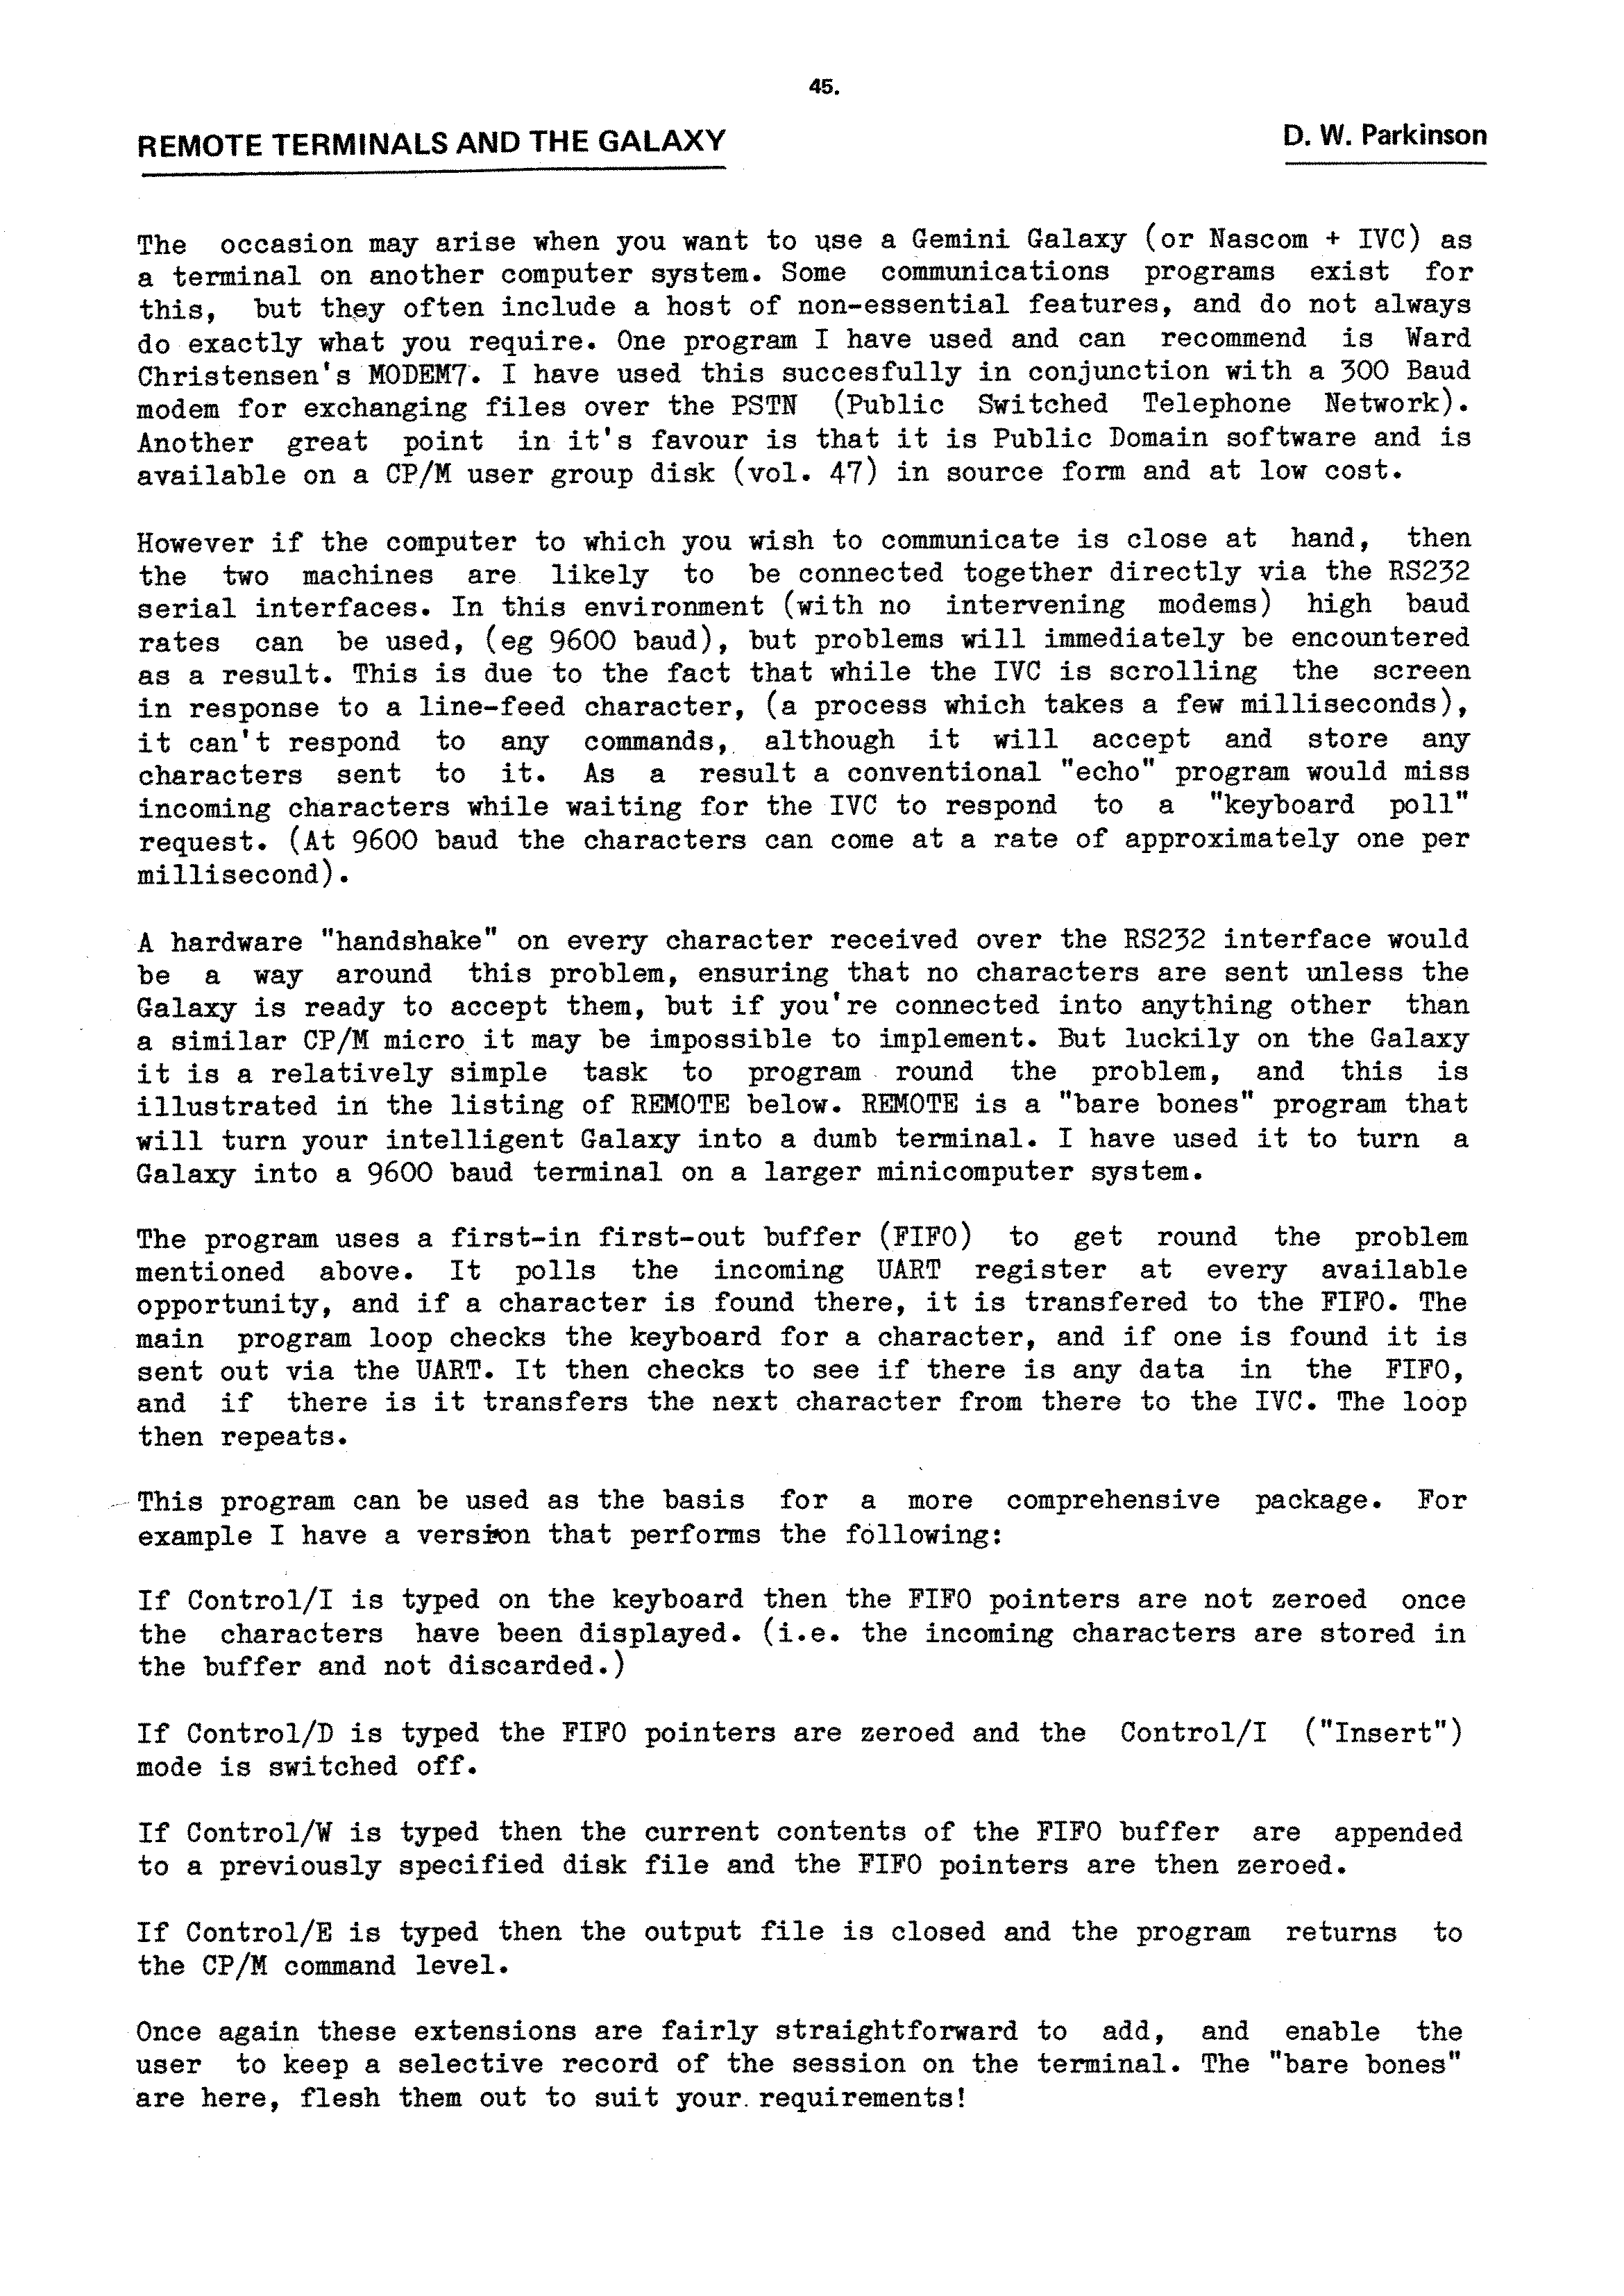 45.
REMOTE TERMINALS AND THE GALAXY
D. W. Parkinson
The occasion may arise when you want to use a Gemini Galaxy (or Nascom + IVC) as
a terminal on another computer system. Some communications programs exist for
this, but they often include a host of non-essential features, and do not always
do exactly what you require. One program I have used and can recommend is Ward
Christensen's MODEM7. I have used this succesfully in conjunction with a 300 Baud
modem for exchanging files over the PSTN (Public Switched Telephone Network).
Another great point in it's favour is that it is Public Domain software and is
available on a CP/M user group disk (vol. 47) in source form and at low cost.
However if the computer to which you wish to communicate is close at hand, then
the two machines are likely to be connected together directly via the RS232
serial interfaces. In this environment (with no intervening modems) high baud
rates can be used, (eg 9600 baud), but problems will immediately be encountered
as a result. This is due to the fact that while the IVC is scrolling the screen
in response to a line-feed character, (a process which takes a few milliseconds),
it can't respond to any commands, although it will accept and store any
characters sent to it. As a result a conventional "echo" program would miss
incoming characters while waiting for the IVC to respond to a "keyboard poll"
request. (At 9600 baud the characters can come at a rate of approximately one per
millisecond).
A hardware "handshake" on every character received over the RS232 interface would
be a way around this problem, ensuring that no characters are sent unless the
Galaxy is ready to accept them, but if you're connected into anything other than
a similar CP/M micro it may be impossible to implement. But luckily on the Galaxy
it is a relatively simple task to program round the problem, and this is
illustrated in the listing of REMOTE below. REMOTE is a "bare bones" program that
will turn your intelligent Galaxy into a dumb terminal. I have used it to turn a
Galaxy into a 9600 baud terminal on a larger minicomputer system.
The program uses a first-in first-out buffer (FIFO) to get round the problem
mentioned above. It polls the incoming UART register at every available
opportunity, and if a character is found there, it is transfered to the FIFO. The
main program loop checks the keyboard for a character, and if one is found it is
sent out via the UART. It then checks to see if there is any data in the FIFO,
and if there is it transfers the next character from there to the IVC. The loop
then repeats.
This program can be used as the basis for a more comprehensive package. For
example I have a version that performs the following:
If Control/I is typed on the keyboard then the FIFO pointers are not zeroed once
the characters have been displayed. (i.e. the incoming characters are stored in
the buffer and not discarded.)
If Control/D is typed the FIFO pointers are zeroed and the Control/I ("Insert")
mode is switched off.
If Control/W is typed then the current contents of the FIFO buffer are appended
to a previously specified disk file and the FIFO pointers are then zeroed.
If Control/E is typed then the output file is closed and the program returns to
the CP/M command level.
Once again these extensions are fairly straightforward to add, and enable the
user to keep a selective record of the session on the terminal. The "bare bones"
are here, flesh them out to suit your requirements!